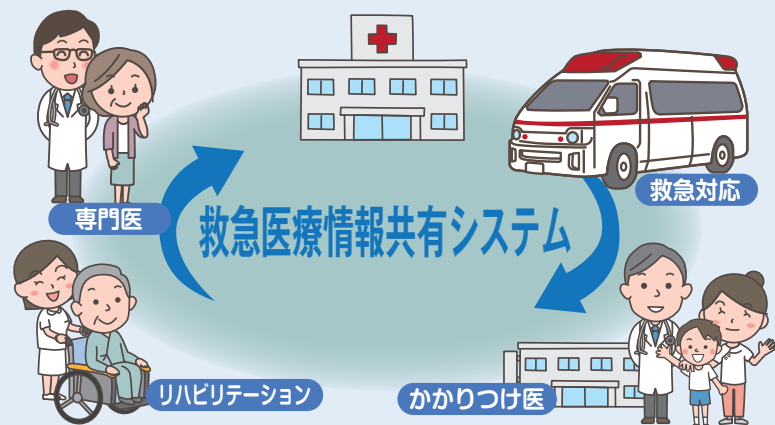 救急対応
専門医
救急医療情報共有システム
リハビリテーション
かかりつけ医